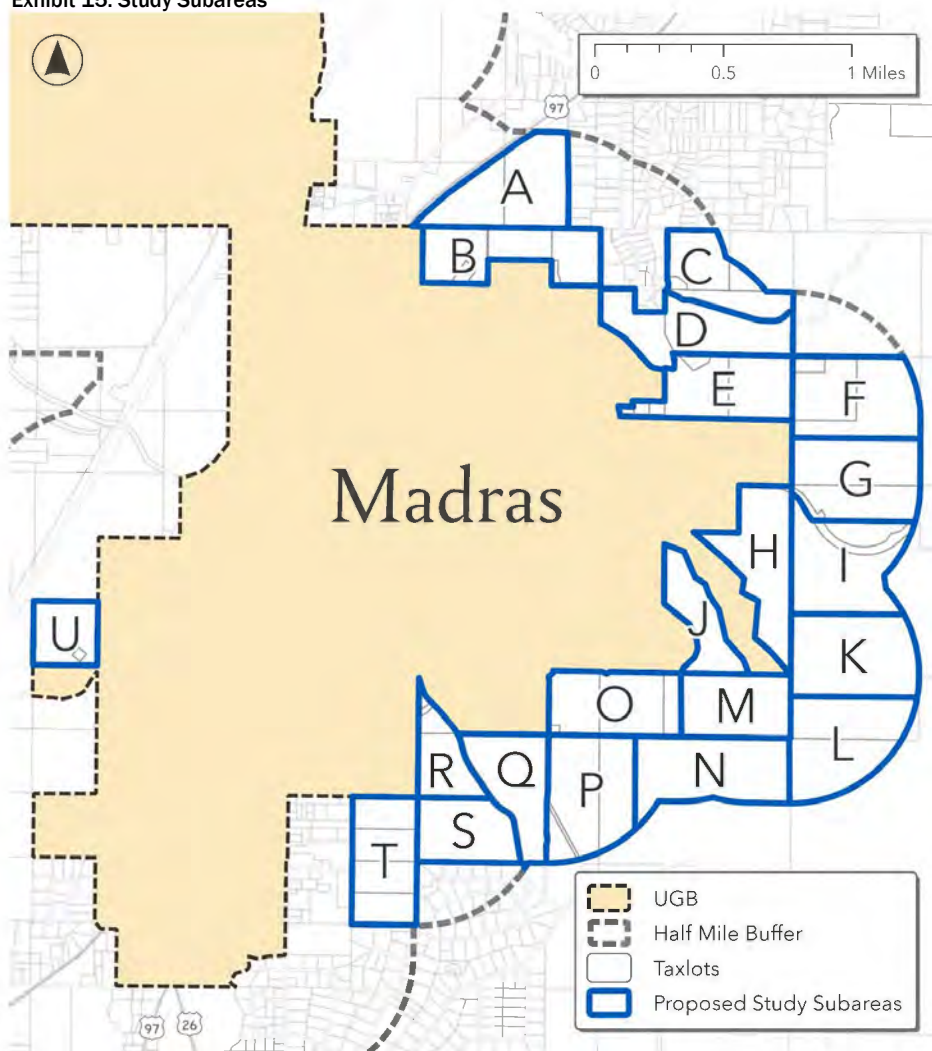 Exhibit 15. Study Subareas
0 0.5 1 Miles
97
A
B
C
D
E
F
G
Madras
H
I
J
U
K
O
M
L
R
Q
P
N
S
T
UGB
Half Mile Buffer
Taxlots
Proposed Study Subareas
97
26